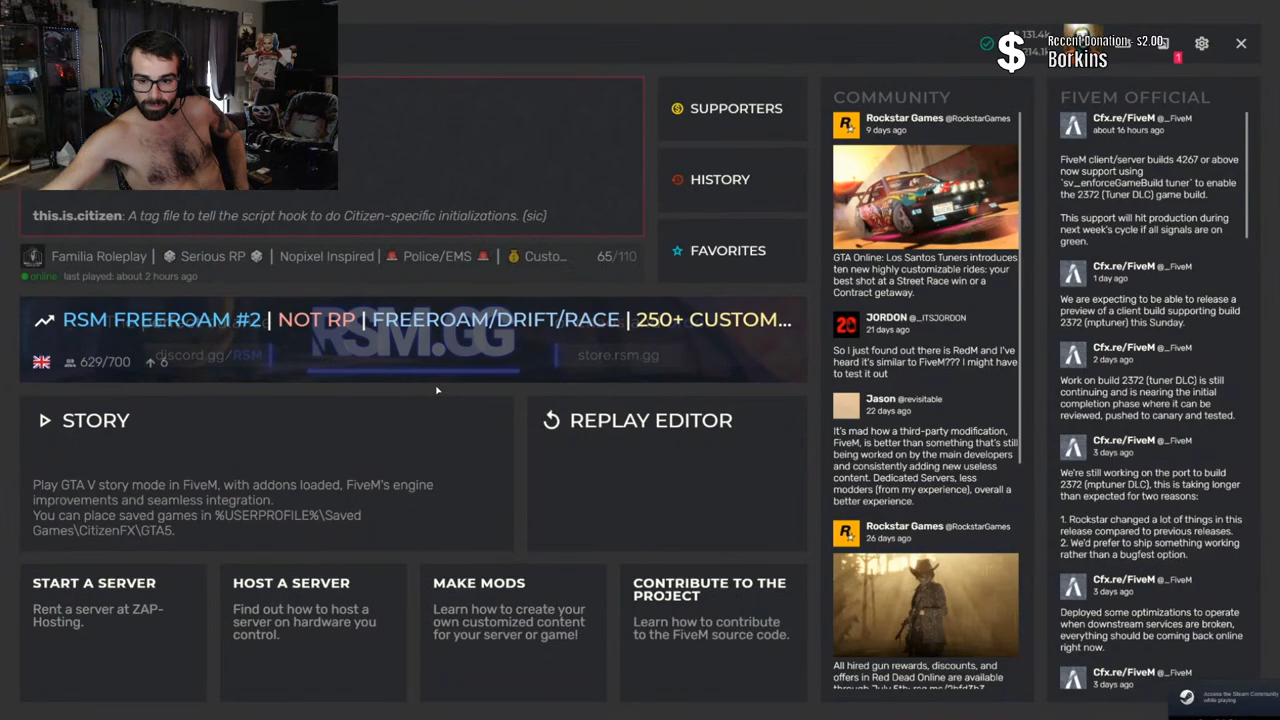 Recent Donation: $2.00
Borkins
131.4k
214.1
1
this.is.citizen: A tag file to tell the script hook to do Citizen-specific initializations. (sic)
Familia Roleplay | Serious RP | Nopixel Inspired | Police/EMS | Custo... 65/110
online last played: about 2 hours ago
SUPPORTERS
HISTORY
FAVORITES
RSM FREEROAM #2 | NOT RP | FREEROAM/DRIFT/RACE | 250+ CUSTOM...
discord.gg/RSM
RSM.GG
store.rsm.gg
629/700 6
STORY
Play GTA V story mode in FiveM, with addons loaded, FiveM's engine
improvements and seamless integration.
You can place saved games in %USERPROFILE%\Saved
Games\CitizenFX\GTA5.
REPLAY EDITOR
START A SERVER
Rent a server at ZAP-
Hosting.
HOST A SERVER
Find out how to host a
server on hardware you
control.
MAKE MODS
Learn how to create your
own customized content
for your server or game!
CONTRIBUTE TO THE
PROJECT
Learn how to contribute
to the FiveM source code.
COMMUNITY
Rockstar Games @RockstarGames
9 days ago
GTA Online: Los Santos Tuners introduces
ten new highly customizable rides: your
best shot at a Street Race win or a
Contract getaway.
JORDON @_ITSJORDON
21 days ago
So I just found out there is RedM and I've
heard it's similar to FiveM??? I might have
to test it out
Jason @revisitable
22 days ago
It's mad how a third-party modification,
FiveM, is better than something that's still
being worked on by the main developers
and consistently adding new useless
content. Dedicated Servers, less
modders (from my experience), overall a
better experience.
Rockstar Games @RockstarGames
26 days ago
All hired gun rewards, discounts, and
offers in Red Dead Online are available
FIVEM OFFICIAL
Cfx.re/FiveM @_FiveM
about 16 hours ago
FiveM client/server builds 4267 or above
now support using
`sv_enforceGameBuild tuner` to enable
the 2372 (Tuner DLC) game build.
This support will hit production during
next week's cycle if all signals are on
green.
Cfx.re/FiveM @_FiveM
1 day ago
We are expecting to be able to release a
preview of a client build supporting build
2372 (mptuner) this Sunday.
Cfx.re/FiveM @_FiveM
2 days ago
Work on build 2372 (tuner DLC) is still
continuing and is nearing the initial
completion phase where it can be
reviewed, pushed to canary and tested.
Cfx.re/FiveM @_FiveM
3 days ago
We're still working on the port to build
2372 (mptuner DLC), this is taking longer
than expected for two reasons:
1. Rockstar changed a lot of things in this
release compared to previous releases.
2. We'd prefer to ship something working
rather than a bugfest option.
Cfx.re/FiveM @_FiveM
3 days ago
Deployed some optimizations to operate
when downstream services are broken,
everything should be coming back online
right now.
Cfx.re/FiveM @_FiveM
3 days ago
Access the Steam Community
while playing